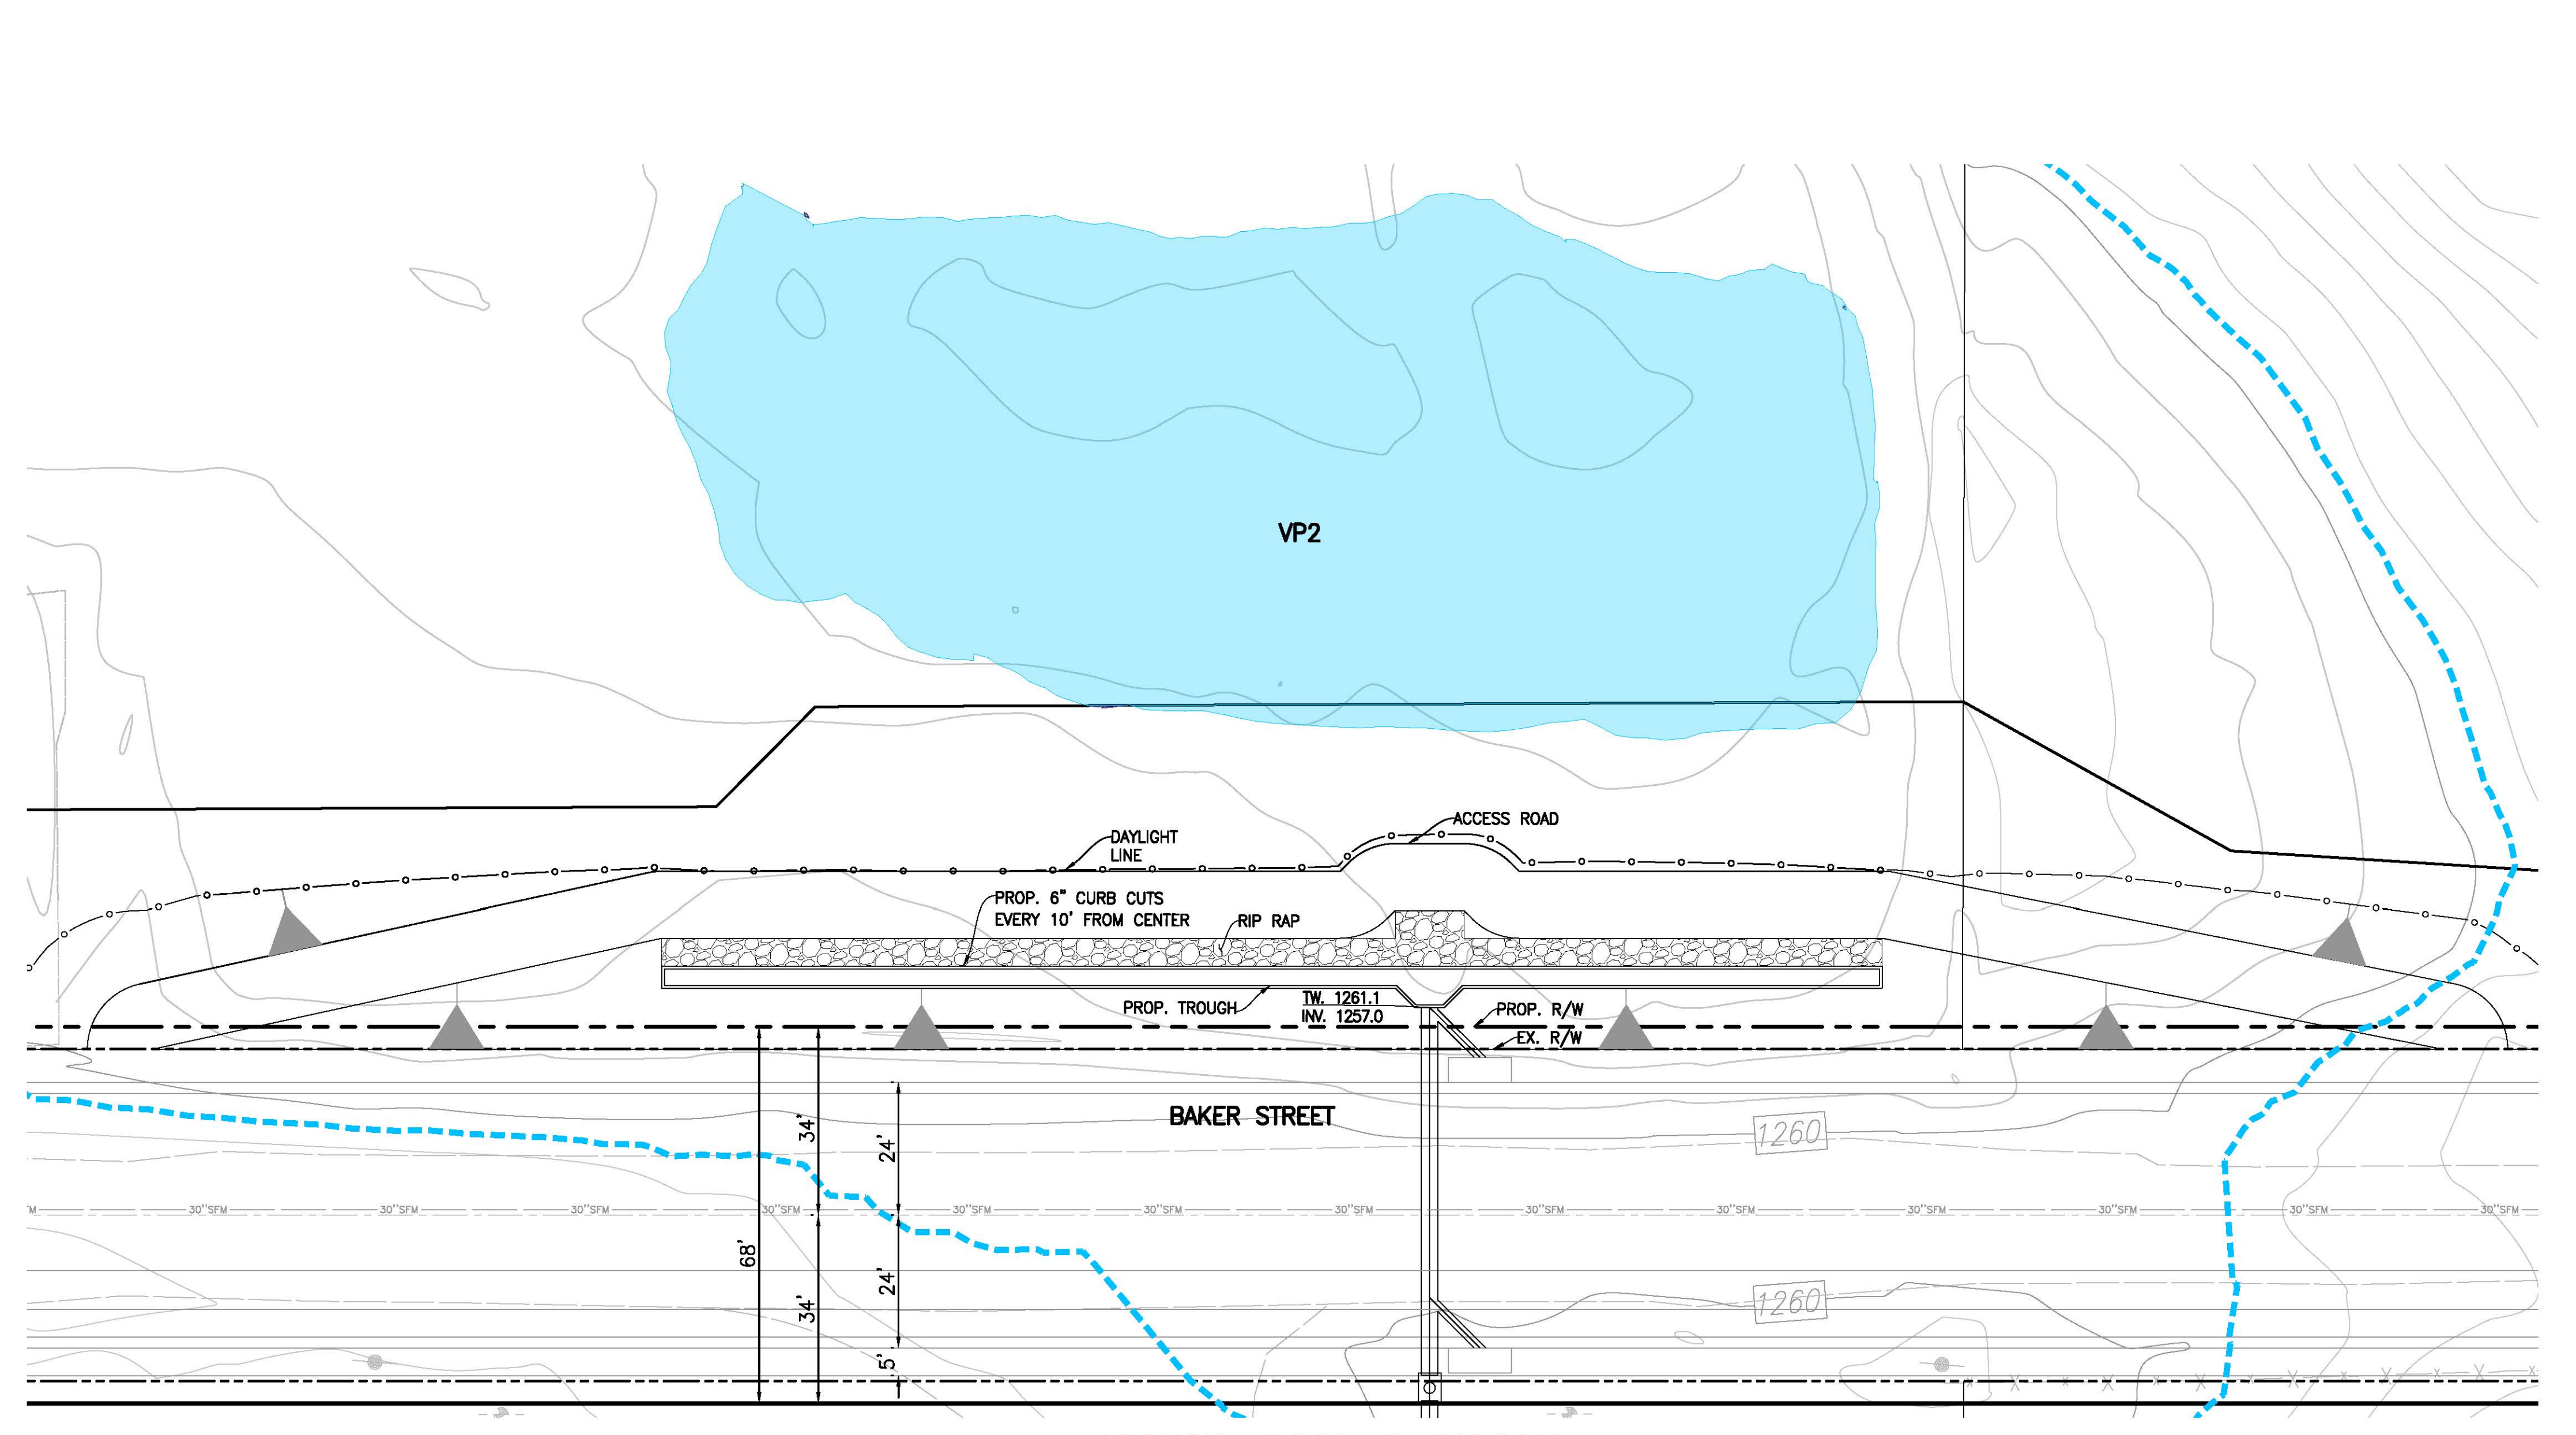 VP2
ACCESS ROAD
DAYLIGHT
LINE
PROP. 6" CURB CUTS
EVERY 10' FROM CENTER
RIP RAP
PROP. TROUGH
TW. 1261.1
INV. 1257.0
PROP. R/W
EX. R/W
BAKER STREET
1260
34'
24'
M
30''SFM
30''SFM
30''SFM
30''SFM
30''SFM
30''SFM
30''SFM
30''SFM
30''SFM
30''SFM
30''SFM
30''SFM
30''SFM
68'
34'
24'
1260
5'